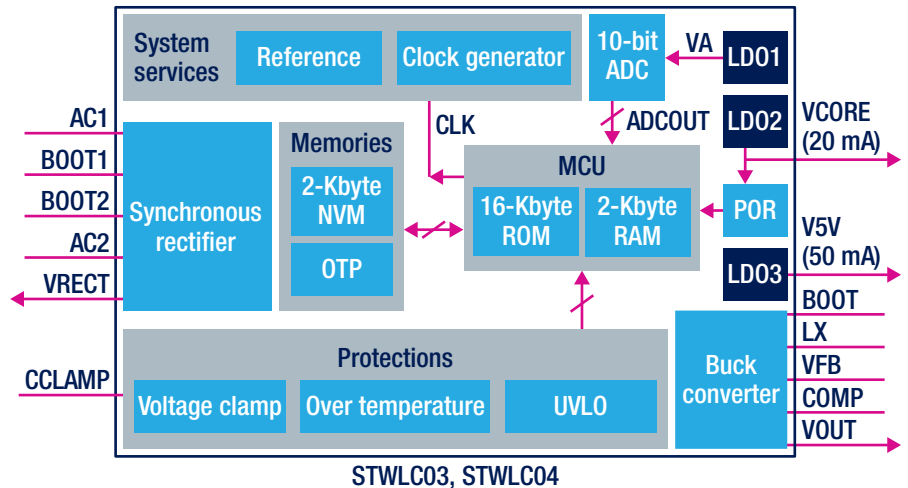 System
services
Reference
Clock generator
10-bit
ADC
VA
LDO1
LDO2
VCORE
(20 mA)
AC1
BOOT1
BOOT2
AC2
VRECT
Synchronous
rectifier
Memories
2-Kbyte
NVM
OTP
CLK
ADCOUT
MCU
16-Kbyte
ROM
2-Kbyte
RAM
POR
LDO3
V5V
(50 mA)
Protections
CCLAMP
Voltage clamp
Over temperature
UVLO
Buck
converter
BOOT
LX
VFB
COMP
VOUT
STWLC03, STWLC04